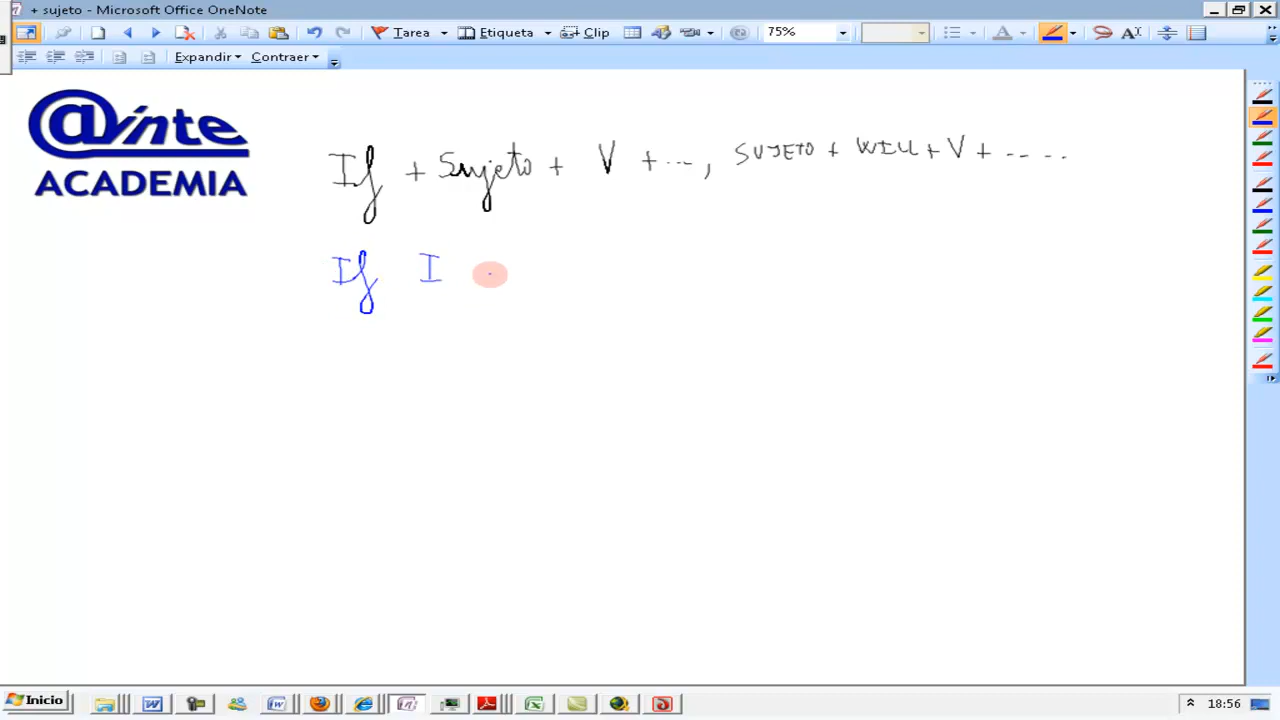 + sujeto - Microsoft Office OneNote
Tarea Etiqueta Clip 75%
Expandir Contraer
@inte
ACADEMIA
If + Sujeto + V + ..., SUJETO + WILL + V + .....
If I
Inicio 18:56